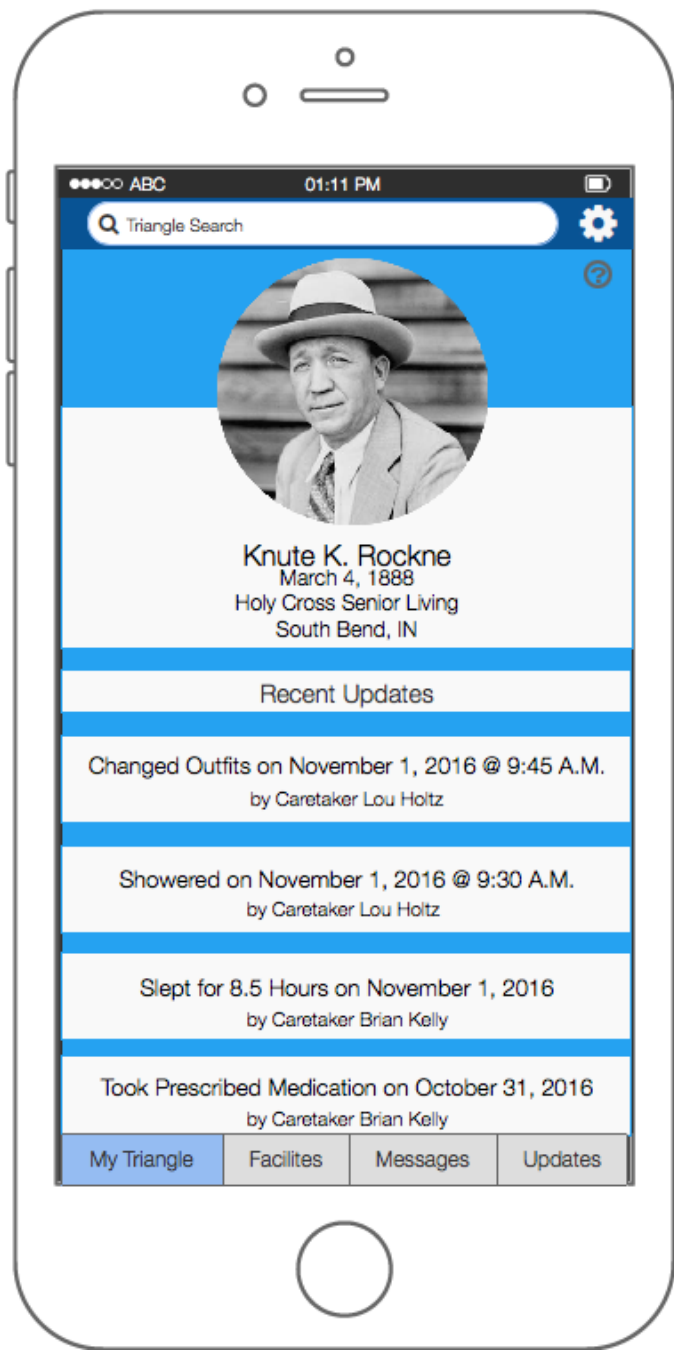 ABC 01:11 PM
Triangle Search
Knute K. Rockne
March 4, 1888
Holy Cross Senior Living
South Bend, IN
Recent Updates
Changed Outfits on November 1, 2016 @ 9:45 A.M.
by Caretaker Lou Holtz
Showered on November 1, 2016 @ 9:30 A.M.
by Caretaker Lou Holtz
Slept for 8.5 Hours on November 1, 2016
by Caretaker Brian Kelly
Took Prescribed Medication on October 31, 2016
by Caretaker Brian Kelly
My Triangle Facilites Messages Updates